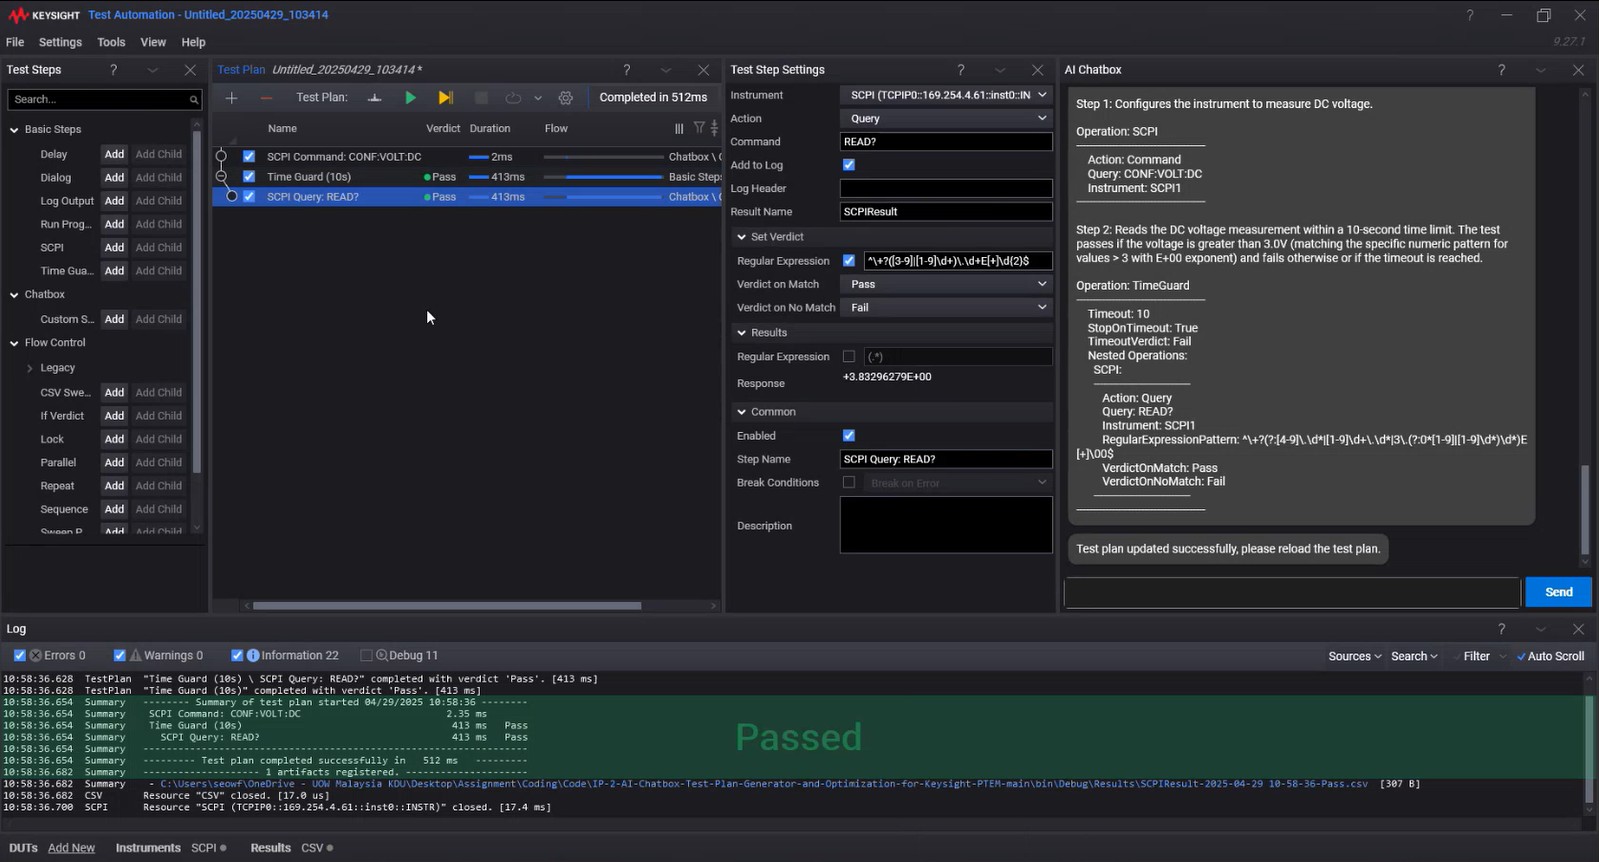 KEYSIGHT Test Automation - Untitled_20250429_103414
File Settings Tools View Help 9.27.1
Test Steps
Search...
Basic Steps
Delay Add Add Child
Dialog Add Add Child
Log Output Add Add Child
Run Prog... Add Add Child
SCPI Add Add Child
Time Gua... Add Add Child
Chatbox
Custom S... Add Add Child
Flow Control
Legacy
CSV Swe... Add Add Child
If Verdict Add Add Child
Lock Add Add Child
Parallel Add Add Child
Repeat Add Add Child
Sequence Add Add Child
Sweep P... Add Add Child
Test Plan Untitled_20250429_103414*
Test Plan: Completed in 512ms
Name Verdict Duration Flow
SCPI Command: CONF:VOLT:DC 2ms Chatbox \
Time Guard (10s) Pass 413ms Basic Steps
SCPI Query: READ? Pass 413ms Chatbox \
Test Step Settings
Instrument SCPI (TCPIP0::169.254.4.61::inst0::IN
Action Query
Command READ?
Add to Log
Log Header
Result Name SCPIResult
Set Verdict
Regular Expression ^\+?([3-9]|[1-9]\d+)\.\d+E[+]\d{2}$
Verdict on Match Pass
Verdict on No Match Fail
Results
Regular Expression (.*)
Response +3.83296279E+00
Common
Enabled
Step Name SCPI Query: READ?
Break Conditions Break on Error
Description
AI Chatbox
Step 1: Configures the instrument to measure DC voltage.
Operation: SCPI
Action: Command
Query: CONF:VOLT:DC
Instrument: SCPI1
Step 2: Reads the DC voltage measurement within a 10-second time limit. The test
passes if the voltage is greater than 3.0V (matching the specific numeric pattern for
values > 3 with E+00 exponent) and fails otherwise or if the timeout is reached.
Operation: TimeGuard
Timeout: 10
StopOnTimeout: True
TimeoutVerdict: Fail
Nested Operations:
SCPI:
Action: Query
Query: READ?
Instrument: SCPI1
RegularExpressionPattern: ^\+?(?:[4-9]\.\d*|[1-9]\d+\.\d*|3\.(?:0*[1-9]|[1-9]\d*)\d*)E
[+]\00$
VerdictOnMatch: Pass
VerdictOnNoMatch: Fail
Test plan updated successfully, please reload the test plan.
Send
Log
Errors 0 Warnings 0 Information 22 Debug 11 Sources Search Filter Auto Scroll
10:58:36.628 TestPlan "Time Guard (10s) \ SCPI Query: READ?" completed with verdict 'Pass'. [413 ms]
10:58:36.628 TestPlan "Time Guard (10s)" completed with verdict 'Pass'. [413 ms]
10:58:36.654 Summary -------- Summary of test plan started 04/29/2025 10:58:36 --------
10:58:36.654 Summary SCPI Command: CONF:VOLT:DC 2.35 ms
10:58:36.654 Summary Time Guard (10s) 413 ms Pass
10:58:36.654 Summary SCPI Query: READ? 413 ms Pass
10:58:36.654 Summary ------------------------------------------------------------------
10:58:36.654 Summary --------- Test plan completed successfully in 512 ms ---------
10:58:36.682 Summary --------------------- 1 artifacts registered. ---------------------
10:58:36.682 Summary - C:\Users\seowf\OneDrive - UOW Malaysia KDU\Desktop\Assignment\Coding\Code\IP-2-AI-Chatbox-Test-Plan-Generator-and-Optimization-for-Keysight-PTEM-main\bin\Debug\Results\SCPIResult-2025-04-29 10-58-36-Pass.csv [307 B]
10:58:36.682 CSV Resource "CSV" closed. [17.0 us]
10:58:36.700 SCPI Resource "SCPI (TCPIP0::169.254.4.61::inst0::INSTR)" closed. [17.4 ms]
Passed
DUTs Add New Instruments SCPI Results CSV